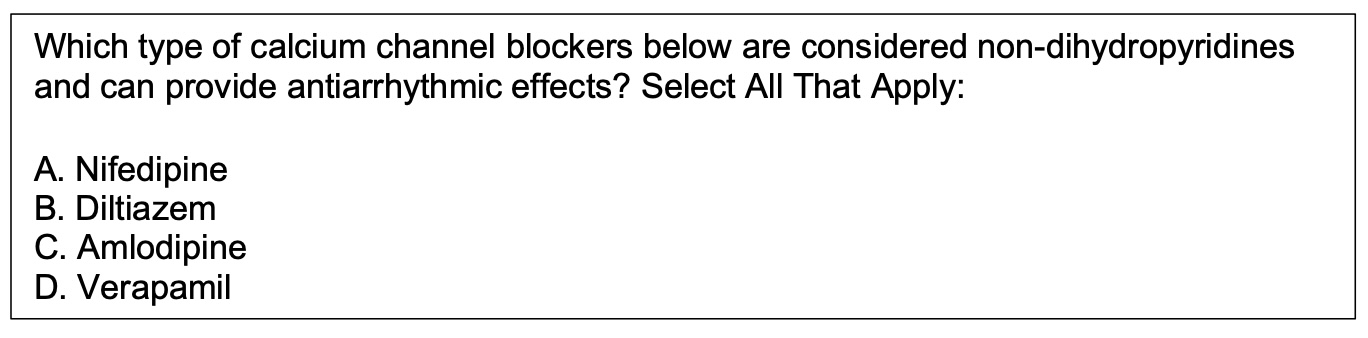 Which type of calcium channel blockers below are considered non-dihydropyridines
and can provide antiarrhythmic effects? Select All That Apply:
A. Nifedipine
B. Diltiazem
C. Amlodipine
D. Verapamil